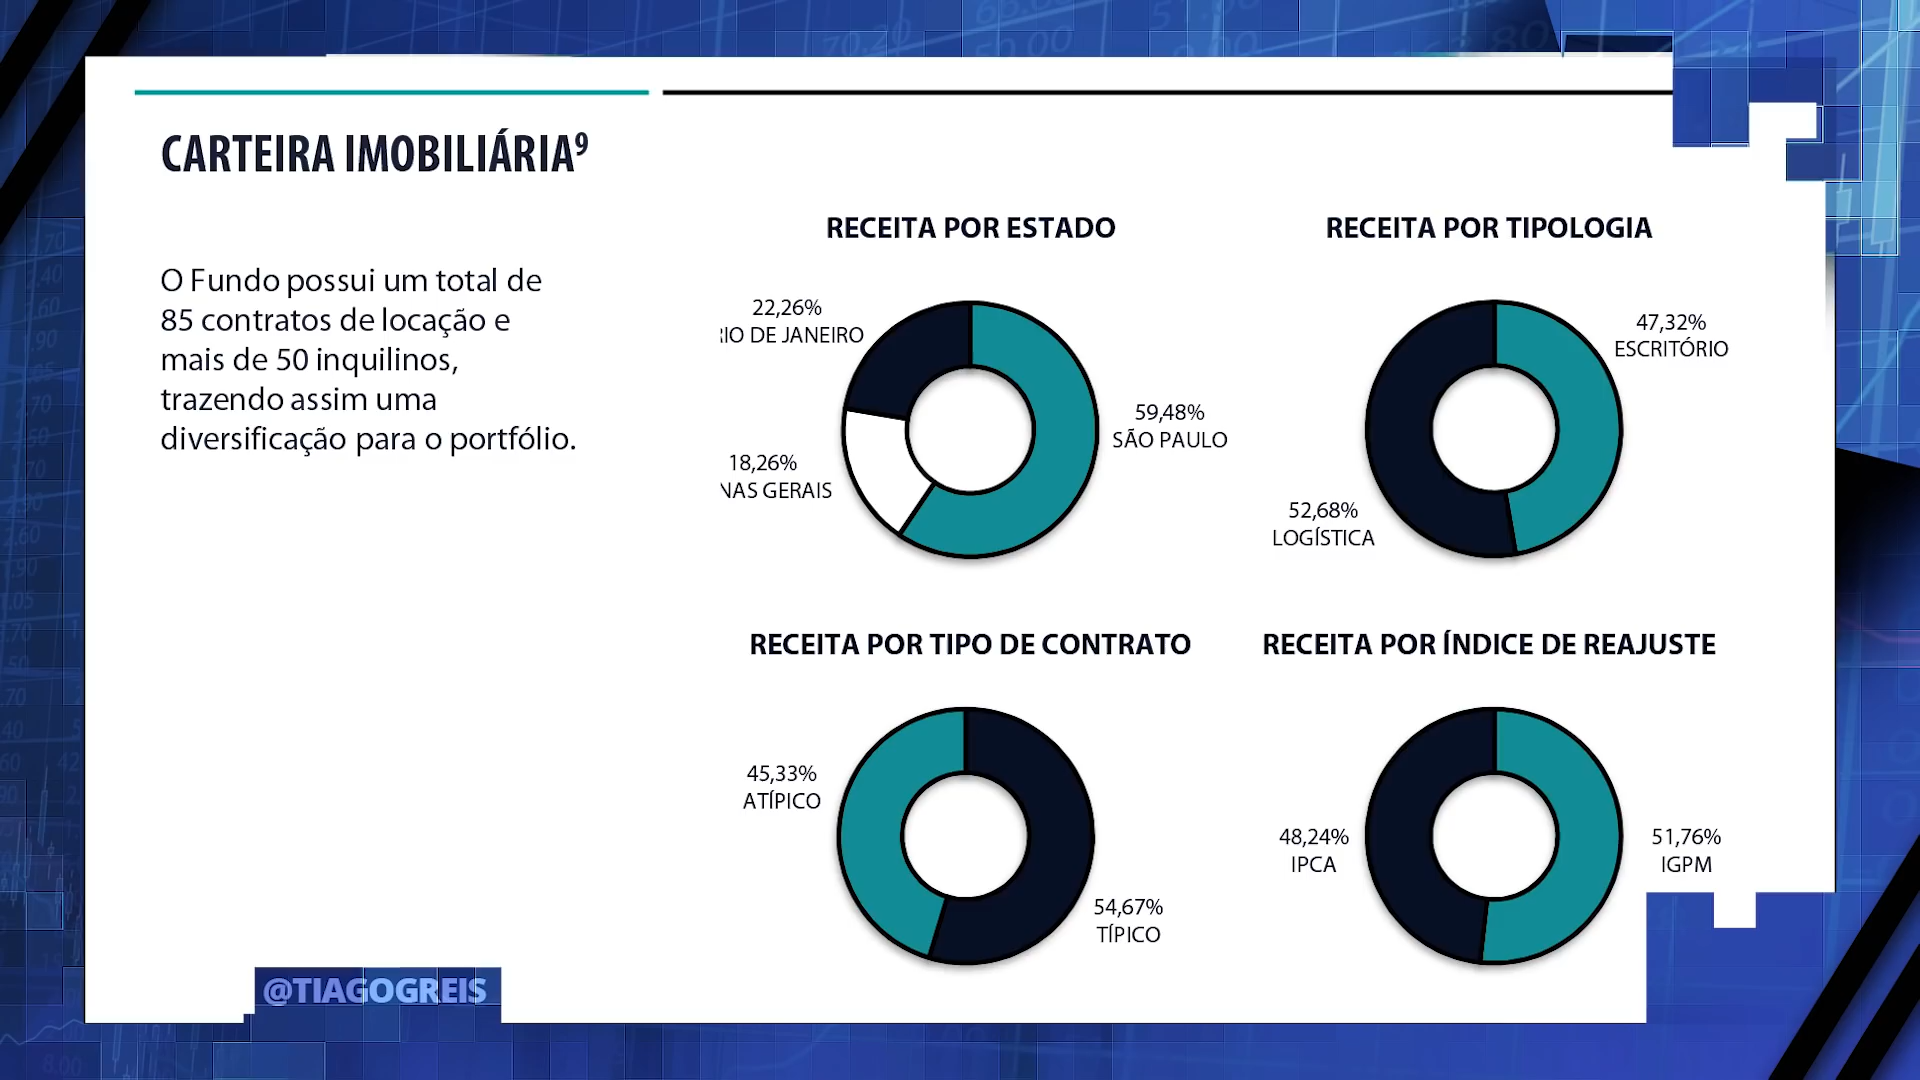 CARTEIRA IMOBILIÁRIA⁹
O Fundo possui um total de
85 contratos de locação e
mais de 50 inquilinos,
trazendo assim uma
diversificação para o portfólio.
RECEITA POR ESTADO
22,26%
IO DE JANEIRO
59,48%
SÃO PAULO
18,26%
NAS GERAIS
RECEITA POR TIPOLOGIA
47,32%
ESCRITÓRIO
52,68%
LOGÍSTICA
RECEITA POR TIPO DE CONTRATO
45,33%
ATÍPICO
54,67%
TÍPICO
RECEITA POR ÍNDICE DE REAJUSTE
48,24%
IPCA
51,76%
IGPM
@TIAGOGREIS